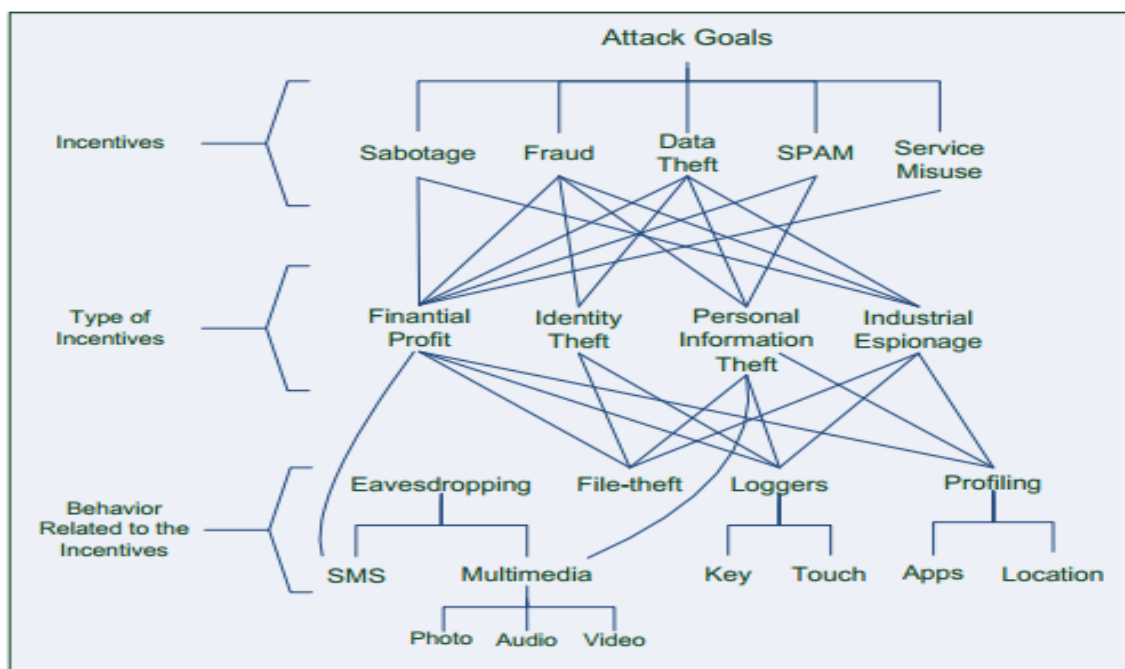 Attack Goals
Incentives
Sabotage
Fraud
Data
Theft
SPAM
Service
Misuse
Type of
Incentives
Finantial
Profit
Identity
Theft
Personal
Information
Theft
Industrial
Espionage
Behavior
Related to the
Incentives
Eavesdropping
File-theft
Loggers
Profiling
SMS
Multimedia
Key
Touch
Apps
Location
Photo
Audio
Video